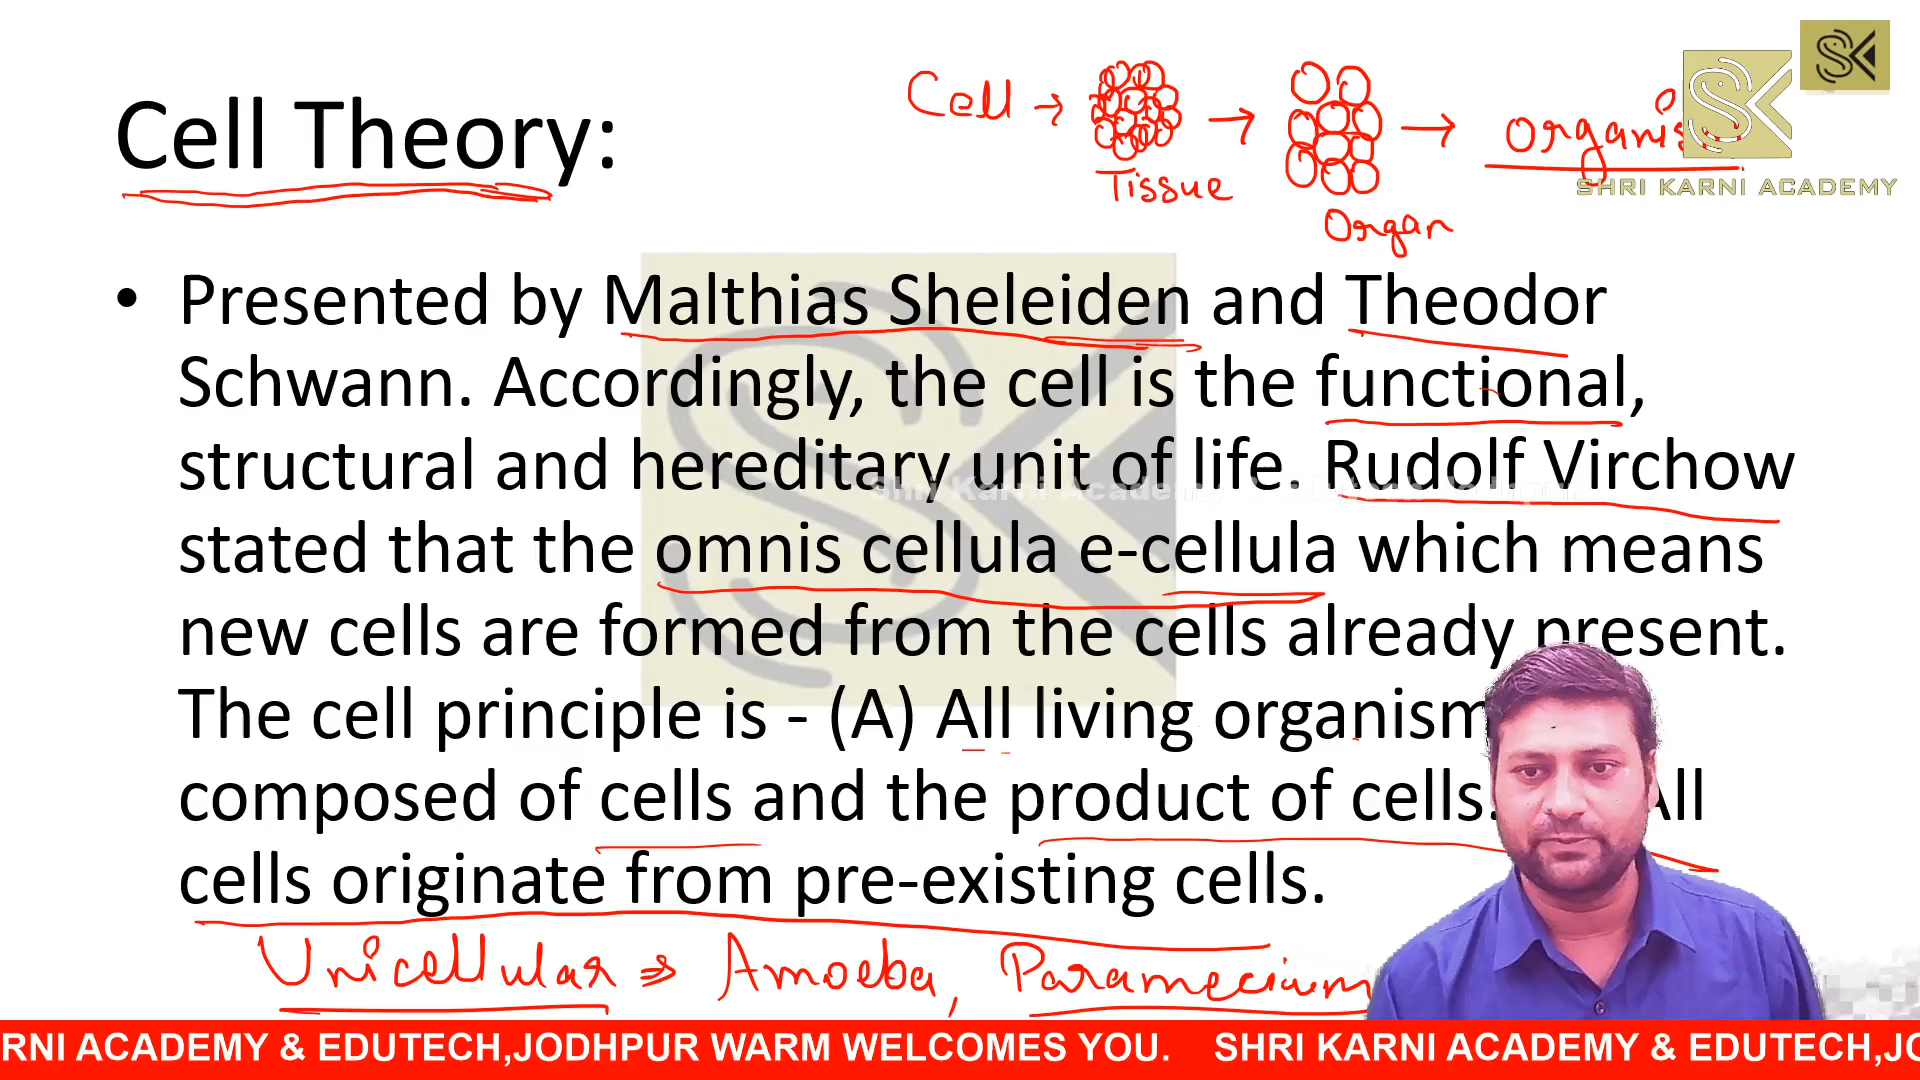 Cell → → → organis
Tissue
Organ
SK
SK
SHRI KARNI ACADEMY
Cell Theory:
• Presented by Malthias Sheleiden and Theodor
Schwann. Accordingly, the cell is the functional,
structural and hereditary unit of life. Rudolf Virchow
stated that the omnis cellula e-cellula which means
new cells are formed from the cells already present.
The cell principle is - (A) All living organism
composed of cells and the product of cells. All
cells originate from pre-existing cells.
Unicellular ⇒ Amoeba, Paramecium
RNI ACADEMY & EDUTECH,JODHPUR WARM WELCOMES YOU. SHRI KARNI ACADEMY & EDUTECH,JO